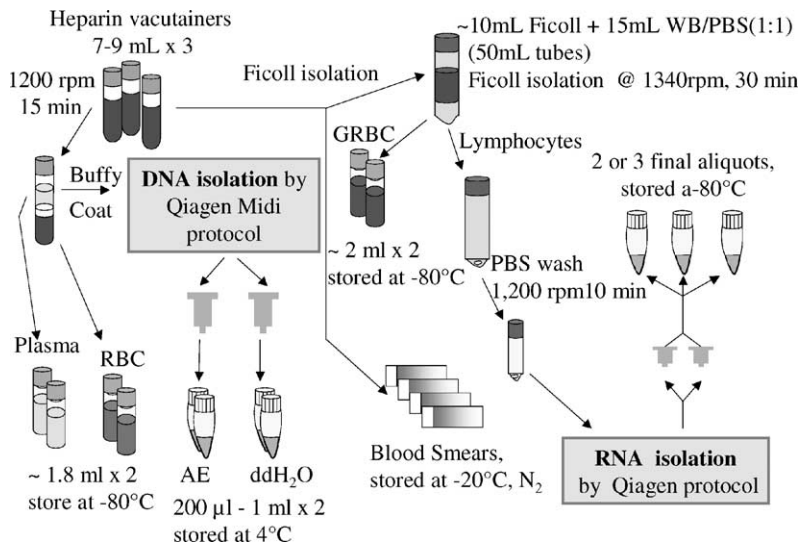 Heparin vacutainers
7-9 mL x 3
1200 rpm
15 min
Ficoll isolation
~10mL Ficoll + 15mL WB/PBS(1:1)
(50mL tubes)
Ficoll isolation @ 1340rpm, 30 min
GRBC
Lymphocytes
2 or 3 final aliquots,
stored a-80°C
Buffy
Coat
DNA isolation by
Qiagen Midi
protocol
~ 2 ml x 2
stored at -80°C
PBS wash
1,200 rpm10 min
Plasma
RBC
~ 1.8 ml x 2
store at -80°C
AE
ddH₂O
200 µl - 1 ml x 2
stored at 4°C
Blood Smears,
stored at -20°C, N₂
RNA isolation
by Qiagen protocol